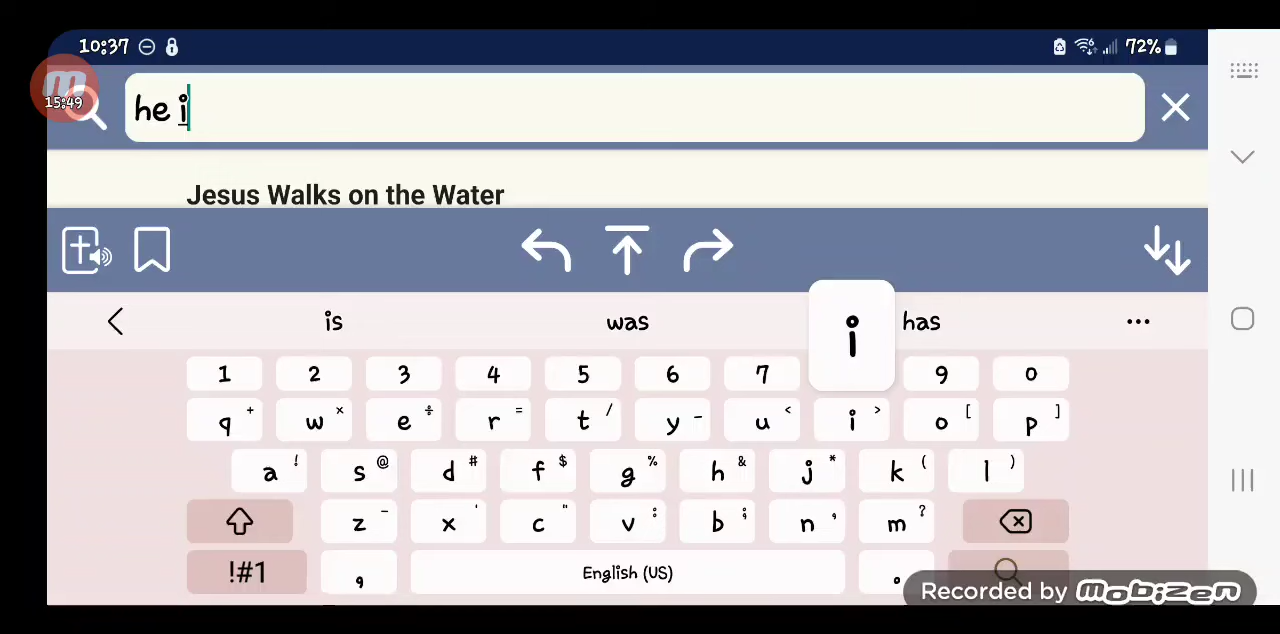 10:37 72%
15:49
he i
Jesus Walks on the Water
is was has ...
i
1 2 3 4 5 6 7 9 0
q + w × e ÷ r = t / y - u < i > o [ p ]
a ! s @ d # f $ g % h & j * k ( l )
z - x ' c " v : b ; n , m ?
!#1 , English (US) .
Recorded by mobizen